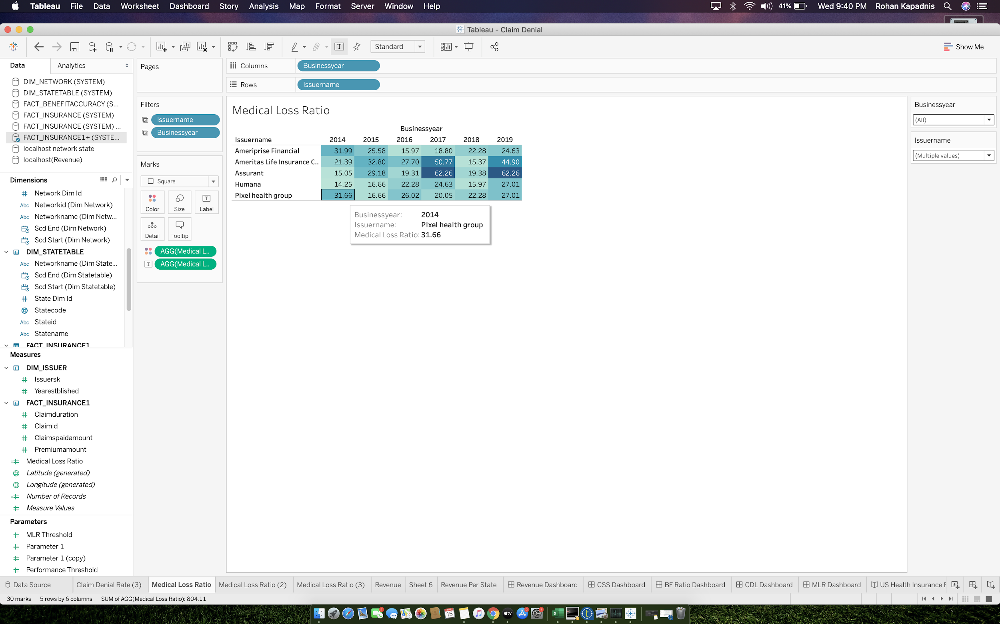 Tableau File Data Worksheet Dashboard Story Analysis Map Format Server Window Help 41% Wed 9:40 PM Rohan Kapadnis
Tableau - Claim Denial
Standard Show Me
Data Analytics
DIM_NETWORK (SYSTEM)
DIM_STATETABLE (SYSTEM)
FACT_BENEFITACCURACY (S...
FACT_INSURANCE (SYSTEM)
FACT_INSURANCE (SYSTEM) ...
FACT_INSURANCE1+ (SYSTE...
localhost network state
localhost(Revenue)
Dimensions
# Network Dim Id
Abc Networkid (Dim Network)
Abc Networkname (Dim Netw...
Scd End (Dim Network)
Scd Start (Dim Network)
DIM_STATETABLE
Abc Networkname (Dim State...
Scd End (Dim Statetable)
Scd Start (Dim Statetable)
# State Dim Id
Statecode
Abc Stateid
Abc Statename
FACT_INSURANCE1
Measures
DIM_ISSUER
# Issuersk
# Yearestblished
FACT_INSURANCE1
# Claimduration
# Claimid
# Claimspaidamount
# Premiumamount
=# Medical Loss Ratio
Latitude (generated)
Longitude (generated)
=# Number of Records
# Measure Values
Parameters
# MLR Threshold
# Parameter 1
# Parameter 1 (copy)
# Performance Threshold
Pages
Filters
Issuername
Businessyear
Marks
Square
Color Size T Label
Detail Tooltip
AGG(Medical L..
T AGG(Medical L..
Columns Businessyear
Rows Issuername
Medical Loss Ratio
Businessyear
Issuername 2014 2015 2016 2017 2018 2019
Ameriprise Financial 31.99 25.58 15.97 18.80 22.28 24.63
Ameritas Life Insurance C.. 21.39 32.80 27.70 50.77 15.37 44.90
Assurant 15.05 29.18 19.31 62.26 19.38 62.26
Humana 14.25 16.66 22.28 24.63 15.97 27.01
PIxel health group 31.66 16.66 26.02 20.05 22.28 27.01
Businessyear: 2014
Issuername: PIxel health group
Medical Loss Ratio: 31.66
Businessyear
(All)
Issuername
(Multiple values)
Data Source Claim Denial Rate (3) Medical Loss Ratio Medical Loss Ratio (2) Medical Loss Ratio (3) Revenue Sheet 6 Revenue Per State Revenue Dashboard CSS Dashboard BF Ratio Dashboard CDL Dashboard MLR Dashboard US Health Insurance
30 marks 5 rows by 6 columns SUM of AGG(Medical Loss Ratio): 804.11
7 APR 15 tv 2 1